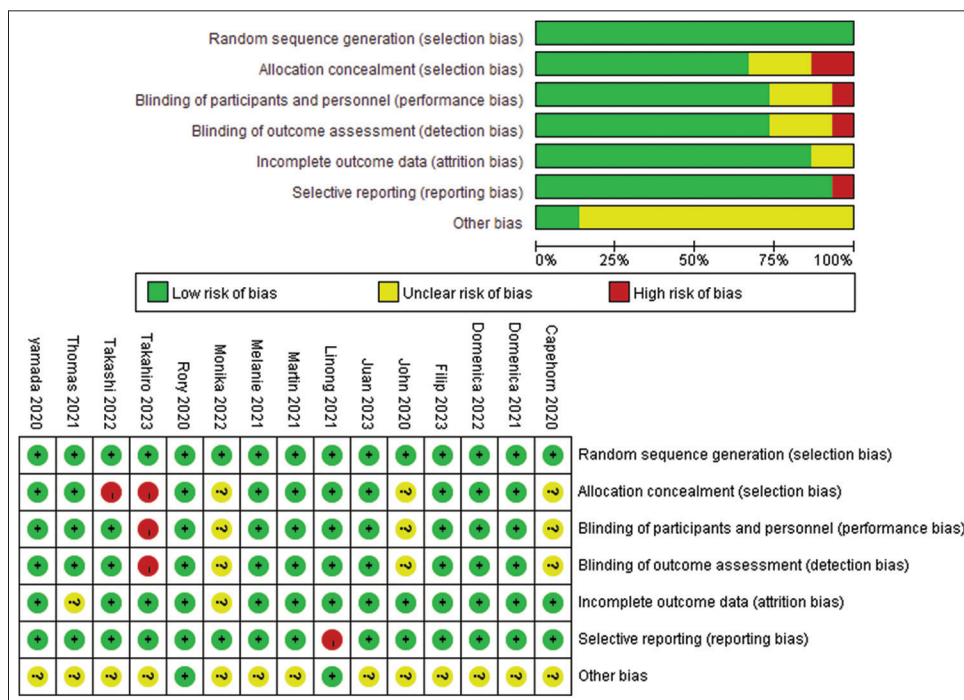 Random sequence generation (selection bias)
Allocation concealment (selection bias)
Blinding of participants and personnel (performance bias)
Blinding of outcome assessment (detection bias)
Incomplete outcome data (attrition bias)
Selective reporting (reporting bias)
Other bias
0% 25% 50% 75% 100%
Low risk of bias Unclear risk of bias High risk of bias
yamada 2020
Thomas 2021
Takashi 2022
Takahiro 2023
Rory 2020
Monika 2022
Melanie 2021
Martin 2021
Linong 2021
Juan 2023
John 2020
Filip 2023
Domenica 2022
Domenica 2021
Capehorn 2020
+ + + + + + + + + + + + + + + Random sequence generation (selection bias)
+ + - - + ? + + + + ? + + + ? Allocation concealment (selection bias)
+ + + - + ? + + + + ? + + + ? Blinding of participants and personnel (performance bias)
+ + + - + ? + + + + ? + + + ? Blinding of outcome assessment (detection bias)
+ ? + + + ? + + + + + + + + + Incomplete outcome data (attrition bias)
+ + + + + + + + - + + + + + + Selective reporting (reporting bias)
? ? ? ? + ? ? ? + ? ? ? ? ? ? Other bias